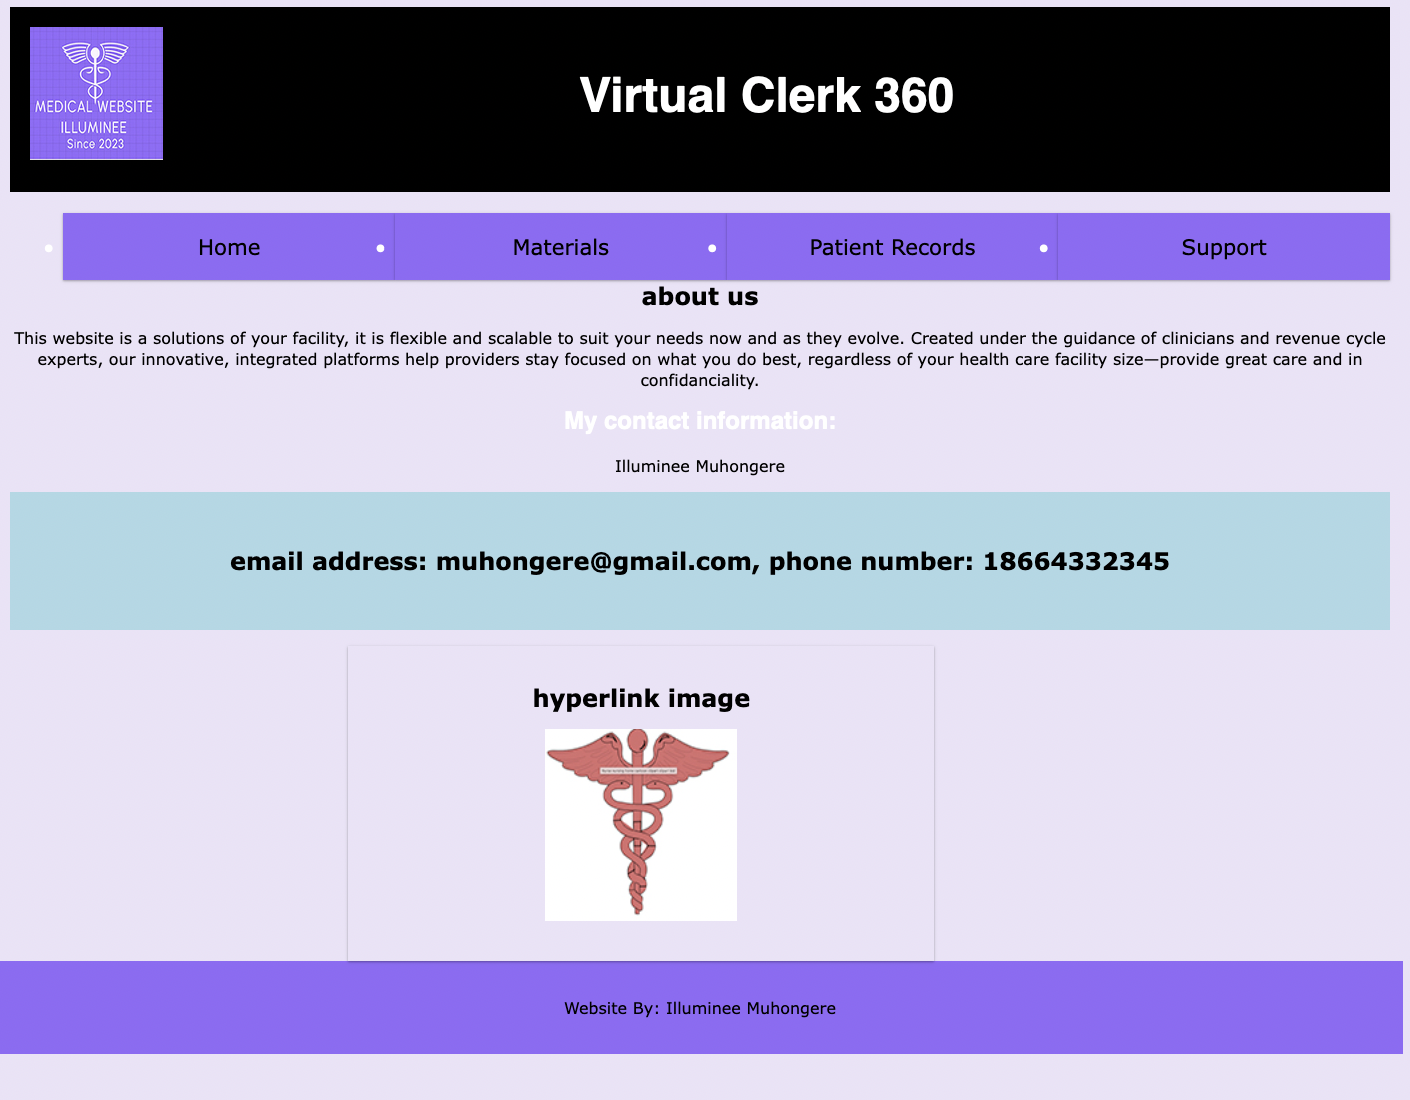 MEDICAL WEBSITE
ILLUMINEE
Since 2023
Virtual Clerk 360
Home
Materials
Patient Records
Support
about us
This website is a solutions of your facility, it is flexible and scalable to suit your needs now and as they evolve. Created under the guidance of clinicians and revenue cycle
experts, our innovative, integrated platforms help providers stay focused on what you do best, regardless of your health care facility size—provide great care and in
confidanciality.
My contact information:
Illuminee Muhongere
email address: muhongere@gmail.com, phone number: 18664332345
hyperlink image
Website By: Illuminee Muhongere